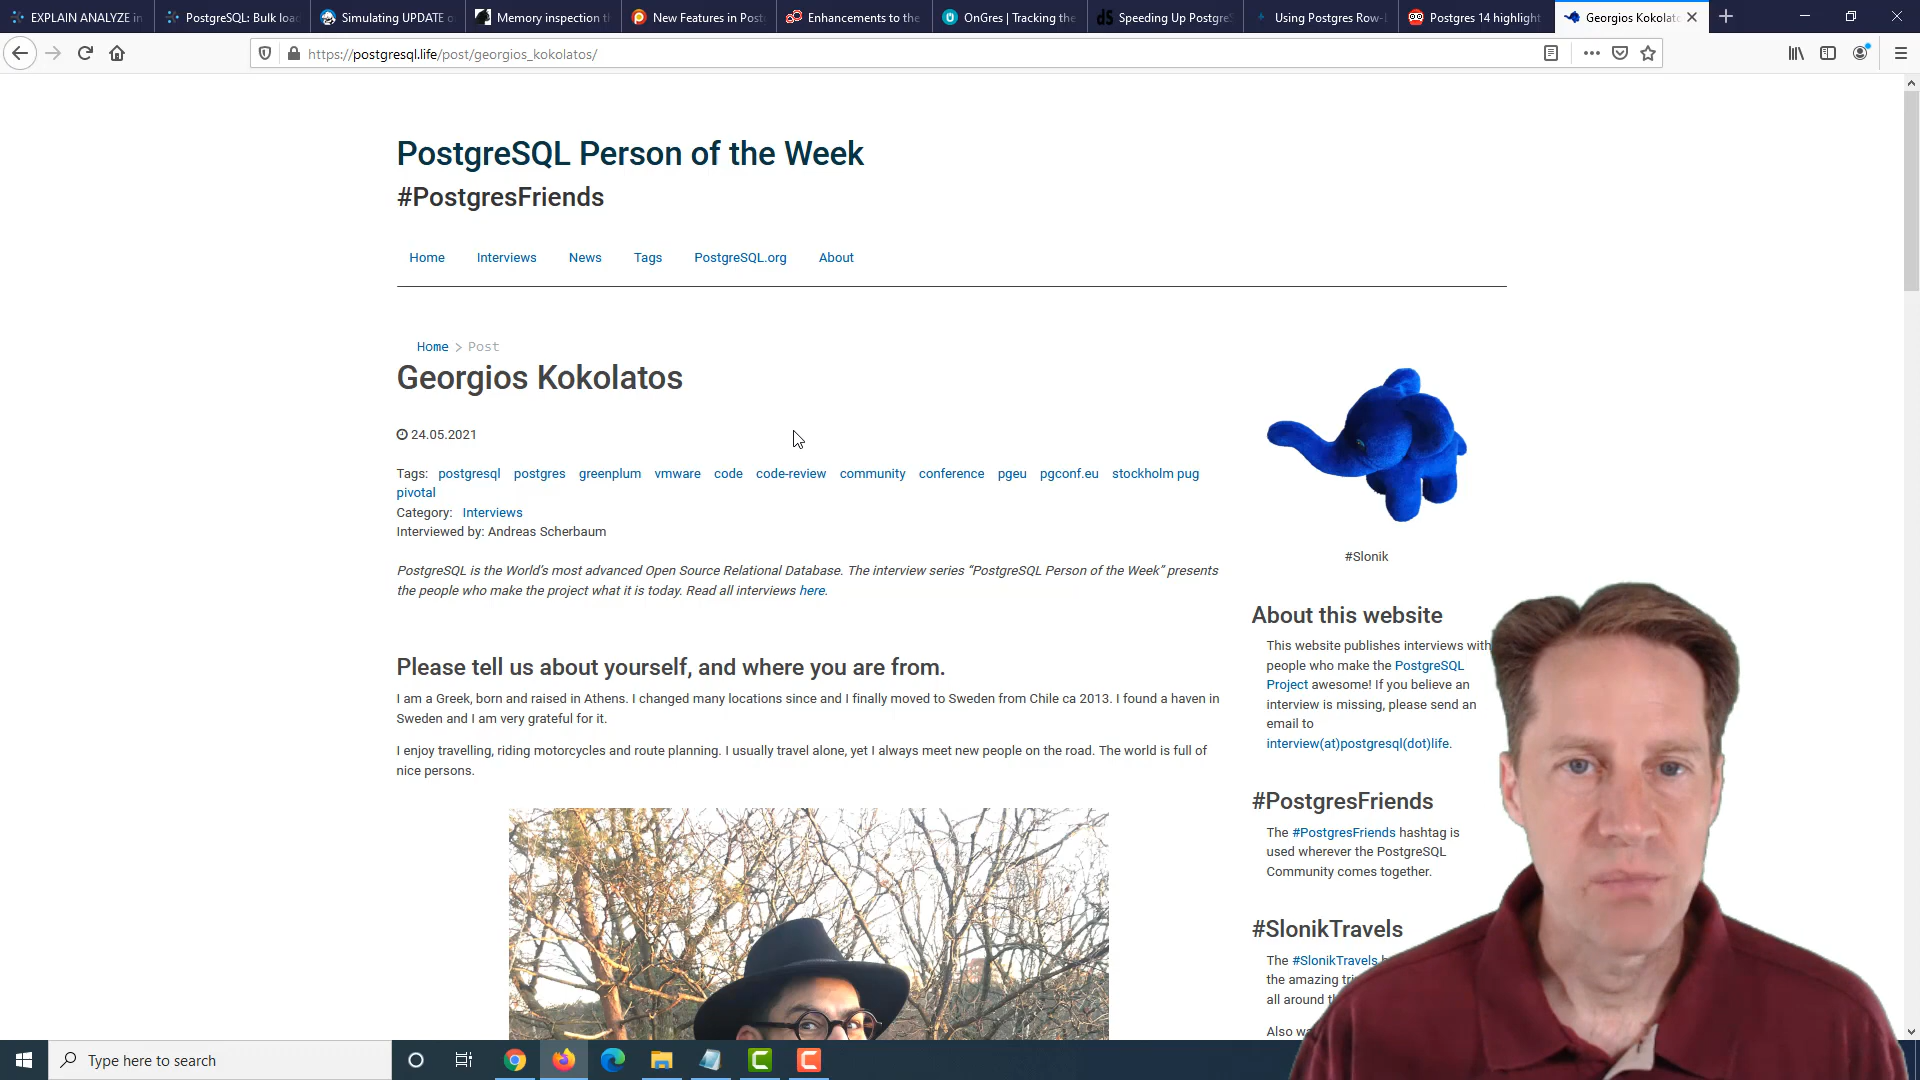 EXPLAIN ANALYZE in
PostgreSQL: Bulk loa
Simulating UPDATE o
Memory inspection t
New Features in Post
Enhancements to the
OnGres | Tracking the
Speeding Up Postgre
Using Postgres Row-L
Postgres 14 highlight
Georgios Kokolato
https://postgresql.life/post/georgios_kokolatos/
PostgreSQL Person of the Week
#PostgresFriends
Home Interviews News Tags PostgreSQL.org About
Home > Post
Georgios Kokolatos
24.05.2021
Tags: postgresql postgres greenplum vmware code code-review community conference pgeu pgconf.eu stockholm pug
pivotal
Category: Interviews
Interviewed by: Andreas Scherbaum
PostgreSQL is the World's most advanced Open Source Relational Database. The interview series “PostgreSQL Person of the Week” presents
the people who make the project what it is today. Read all interviews here.
Please tell us about yourself, and where you are from.
I am a Greek, born and raised in Athens. I changed many locations since and I finally moved to Sweden from Chile ca 2013. I found a haven in
Sweden and I am very grateful for it.
I enjoy travelling, riding motorcycles and route planning. I usually travel alone, yet I always meet new people on the road. The world is full of
nice persons.
#Slonik
About this website
This website publishes interviews with
people who make the PostgreSQL
Project awesome! If you believe an
interview is missing, please send an
email to
interview(at)postgresql(dot)life.
#PostgresFriends
The #PostgresFriends hashtag is
used wherever the PostgreSQL
Community comes together.
#SlonikTravels
The #SlonikTravels
the amazing
all around
Also
Type here to search